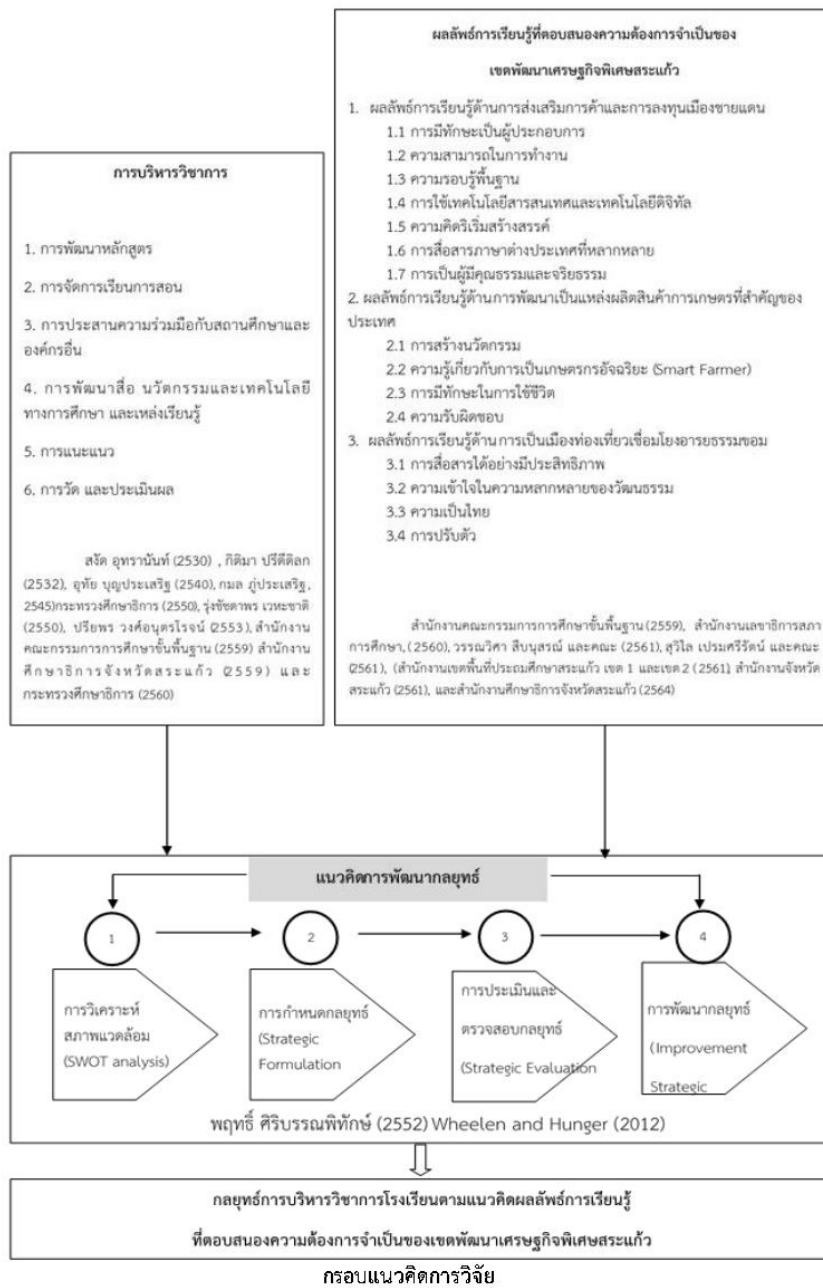 ผลลัพธ์การเรียนรู้ที่ตอบสนองความต้องการจำเป็นของ
เขตพัฒนาเศรษฐกิจพิเศษสระแก้ว
1. ผลลัพธ์การเรียนรู้ด้านการส่งเสริมการค้าและการลงทุนเมืองชายแดน
1.1 การมีทักษะเป็นผู้ประกอบการ
1.2 ความสามารถในการทำงาน
1.3 ความรอบรู้พื้นฐาน
1.4 การใช้เทคโนโลยีสารสนเทศและเทคโนโลยีดิจิทัล
1.5 ความคิดริเริ่มสร้างสรรค์
1.6 การสื่อสารภาษาต่างประเทศที่หลากหลาย
1.7 การเป็นผู้มีคุณธรรมและจริยธรรม
2. ผลลัพธ์การเรียนรู้ด้านการพัฒนาเป็นแหล่งผลิตสินค้าการเกษตรที่สำคัญของ
ประเทศ
2.1 การสร้างนวัตกรรม
2.2 ความรู้เกี่ยวกับการเป็นเกษตรกรอัจฉริยะ (Smart Farmer)
2.3 การมีทักษะในการใช้ชีวิต
2.4 ความรับผิดชอบ
3. ผลลัพธ์การเรียนรู้ด้าน การเป็นเมืองท่องเที่ยวเชื่อมโยงอารยธรรมขอม
3.1 การสื่อสารได้อย่างมีประสิทธิภาพ
3.2 ความเข้าใจในความหลากหลายของวัฒนธรรม
3.3 ความเป็นไทย
3.4 การปรับตัว
สำนักงานคณะกรรมการการศึกษาขั้นพื้นฐาน (2559), สำนักงานเลขาธิการสภา
การศึกษา, (2560), วรรณวิศา สืบนุสรณ์ และคณะ (2561), สุวิไล เปรมศรีรัตน์ และคณะ
(2561), (สำนักงานเขตพื้นที่ประถมศึกษาสระแก้ว เขต 1 และเขต 2 (2561) สำนักงานจังหวัด
สระแก้ว (2561), และสำนักงานศึกษาธิการจังหวัดสระแก้ว (2564)
การบริหารวิชาการ
1. การพัฒนาหลักสูตร
2. การจัดการเรียนการสอน
3. การประสานความร่วมมือกับสถานศึกษาและ
องค์กรอื่น
4. การพัฒนาสื่อ นวัตกรรมและเทคโนโลยี
ทางการศึกษา และเหล่งเรียนรู้
5. การแนะแนว
6. การวัด และประเมินผล
สงัด อุทรานันท์ (2530) , กิติมา ปรีดีดิลก
(2532), อุทัย บุญประเสริฐ (2540), กมล ภู่ประเสริฐ,
2545)กระทรวงศึกษาธิการ (2550), รุ่งชัชดาพร เวหะชาติ
(2550), ปรียพร วงศ์อนุตรโรจน์ (2553), สำนักงาน
คณะกรรมการการศึกษาขั้นพื้นฐาน (2559) สำนักงาน
ศึกษาธิการจังหวัดสระแก้ว (2559) และ
กระทรวงศึกษาธิการ (2560)
แนวคิดการพัฒนากลยุทธ์
1
2
3
4
การวิเคราะห์
สภาพแวดล้อม
(SWOT analysis)
การกำหนดกลยุทธ์
(Strategic
Formulation
การประเมินและ
ตรวจสอบกลยุทธ์
(Strategic Evaluation
การพัฒนากลยุทธ์
(Improvement
Strategic
พฤทธิ์ ศิริบรรณพิทักษ์ (2552) Wheelen and Hunger (2012)
กลยุทธ์การบริหารวิชาการโรงเรียนตามแนวคิดผลลัพธ์การเรียนรู้
ที่ตอบสนองความต้องการจำเป็นของเขตพัฒนาเศรษฐกิจพิเศษสระแก้ว
กรอบแนวคิดการวิจัย